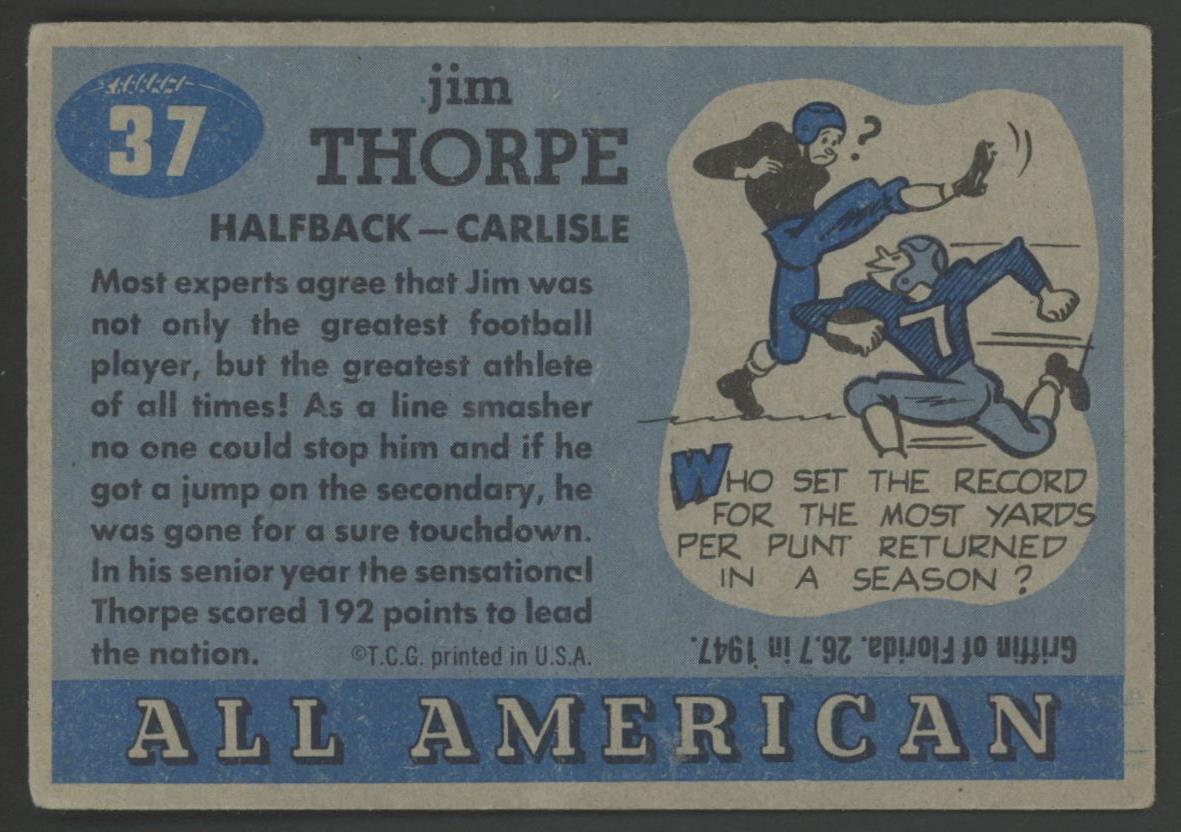 37
jim
THORPE
HALFBACK — CARLISLE
Most experts agree that Jim was
not only the greatest football
player, but the greatest athlete
of all times! As a line smasher
no one could stop him and if he
got a jump on the secondary, he
was gone for a sure touchdown.
In his senior year the sensational
Thorpe scored 192 points to lead
the nation.
©T.C.G. printed in U.S.A.
?
7
WHO SET THE RECORD
FOR THE MOST YARDS
PER PUNT RETURNED
IN A SEASON?
Griffin of Florida. 26.7 in 1947.
ALL AMERICAN